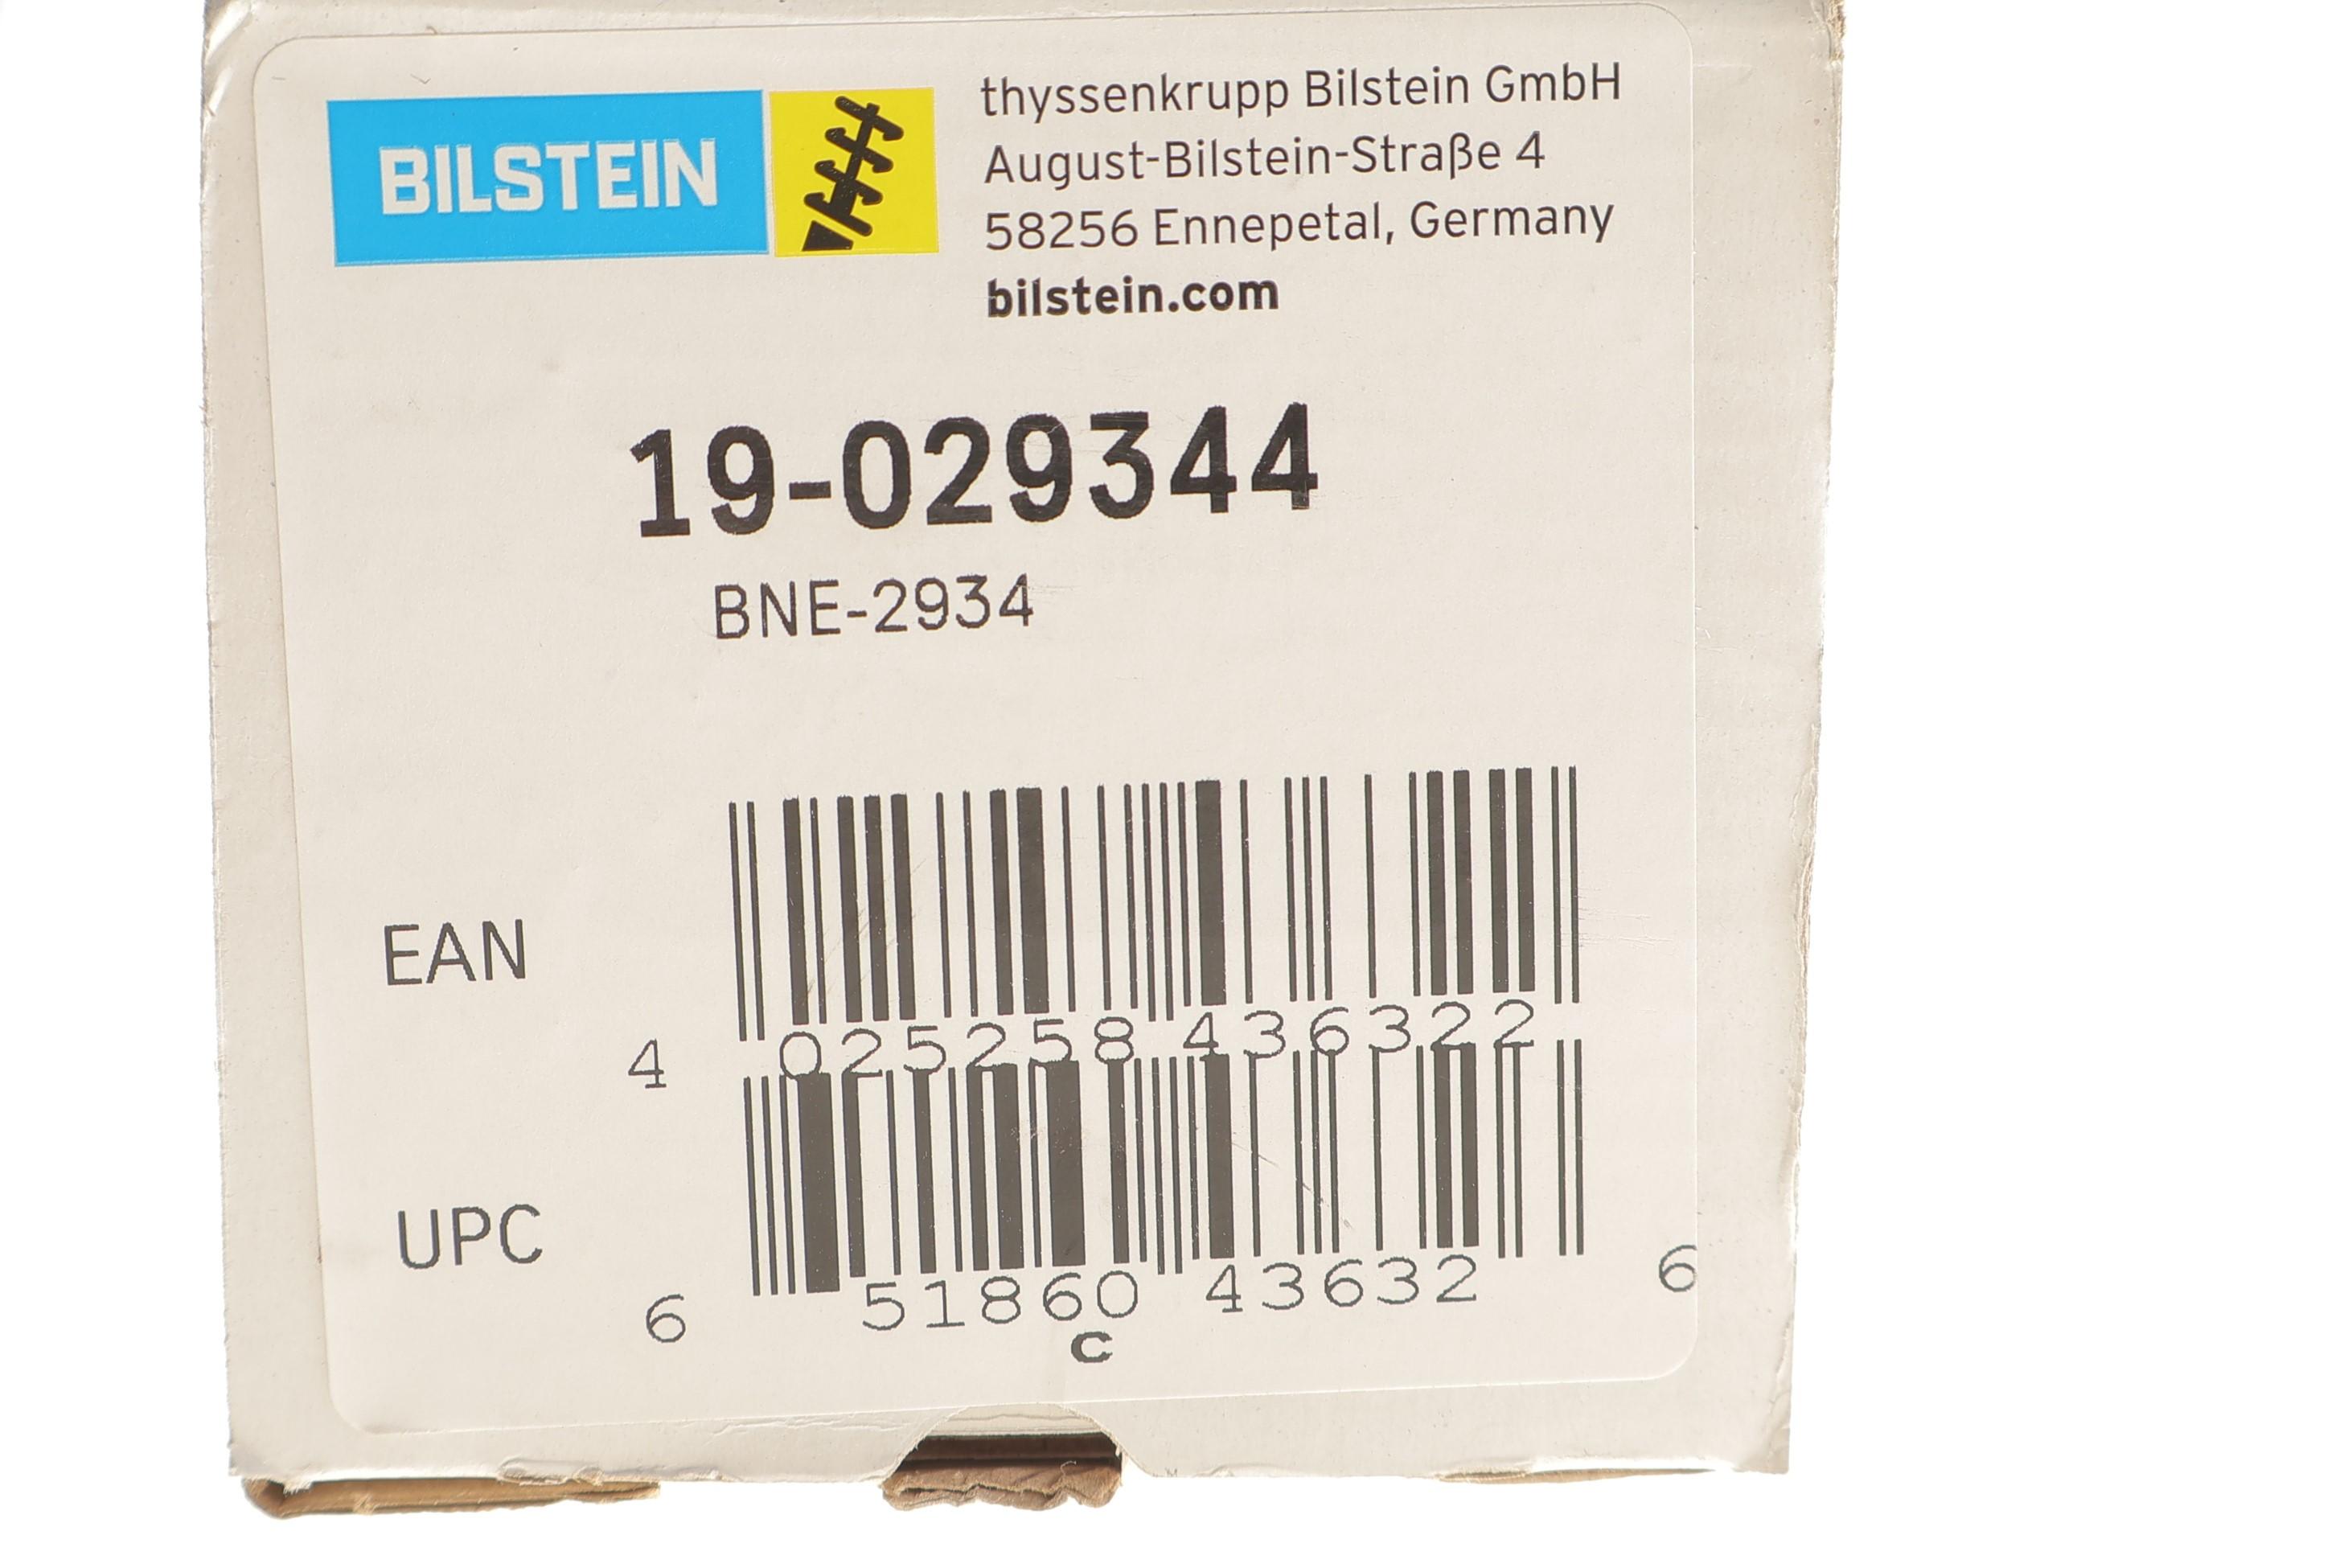 BILSTEIN
thyssenkrupp Bilstein GmbH
August-Bilstein-Straße 4
58256 Ennepetal, Germany
bilstein.com
19-029344
BNE-2934
EAN
4 025258 436322
UPC
6 51860 43632 6
C